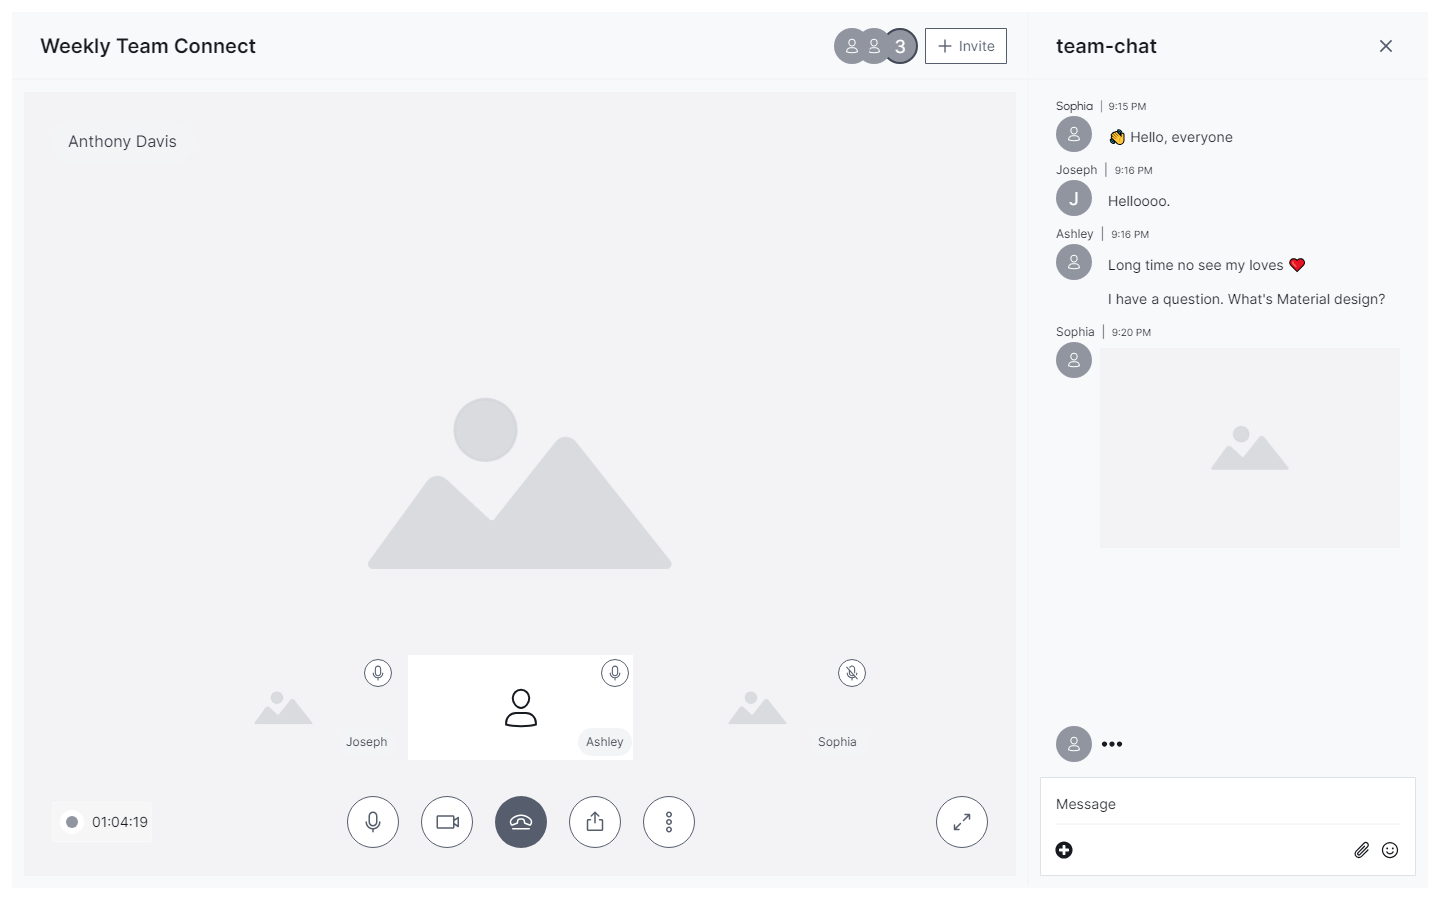 Weekly Team Connect
3
Invite
Anthony Davis
Joseph
Ashley
Sophia
01:04:19
team-chat
Sophia | 9:15 PM
👏 Hello, everyone
Joseph | 9:16 PM
J
Helloooo.
Ashley | 9:16 PM
Long time no see my loves ❤️
I have a question. What's Material design?
Sophia | 9:20 PM
Message